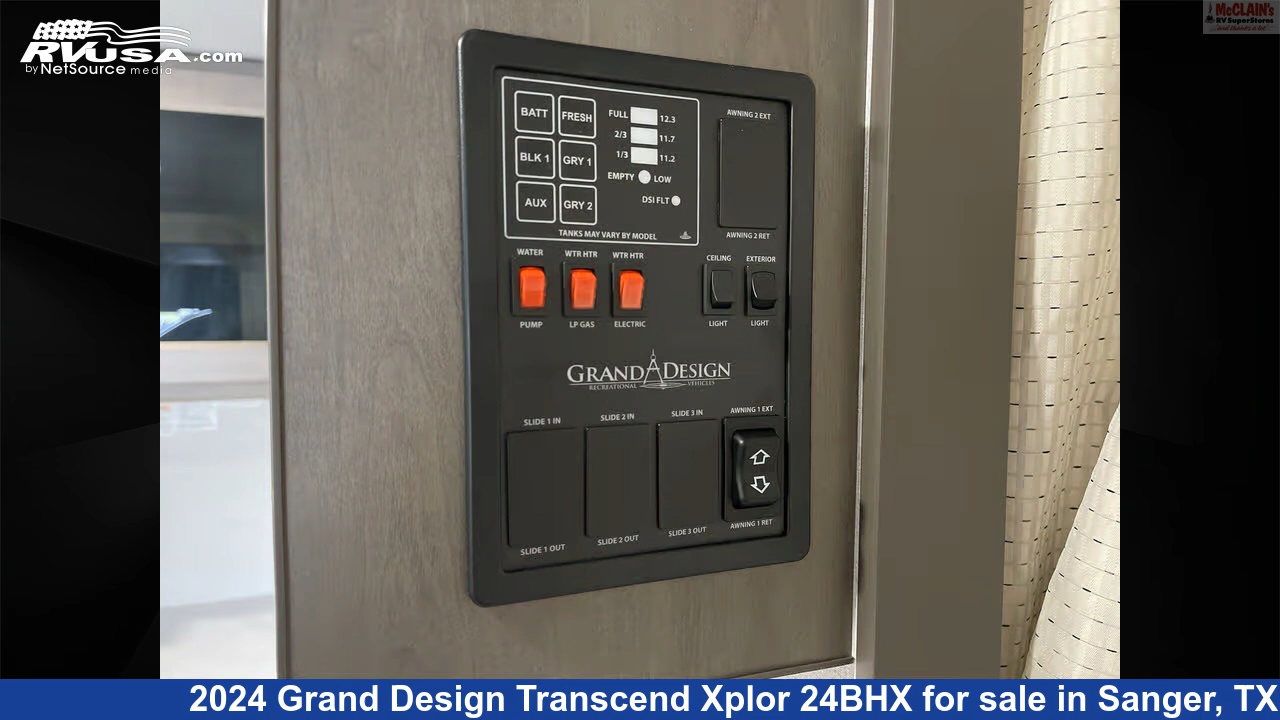 RVUSA.com
by NetSource media
McCLAIN's
RV SuperStores
BATT FRESH
BLK 1 GRY 1
AUX GRY 2
FULL 12.3
2/3 11.7
1/3 11.2
EMPTY LOW
DSI FLT
TANKS MAY VARY BY MODEL
AWNING 2 EXT
AWNING 2 RET
WATER WTR HTR WTR HTR
PUMP LP GAS ELECTRIC
CEILING EXTERIOR
LIGHT LIGHT
GRAND DESIGN
RECREATIONAL VEHICLES
SLIDE 1 IN SLIDE 2 IN SLIDE 3 IN AWNING 1 EXT
SLIDE 1 OUT SLIDE 2 OUT SLIDE 3 OUT AWNING 1 RET
2024 Grand Design Transcend Xplor 24BHX for sale in Sanger, TX